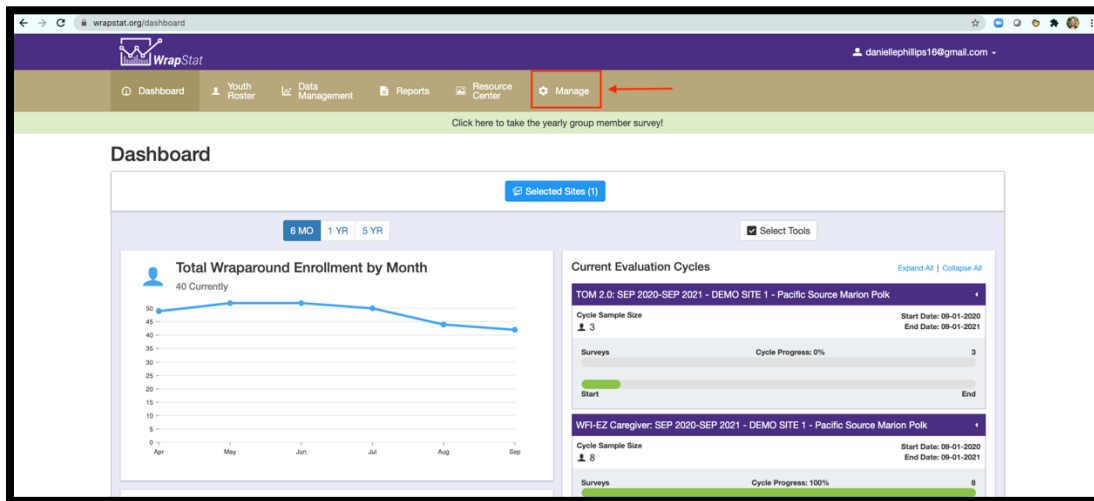 wrapstat.org/dashboard
WrapStat
daniellephillips16@gmail.com
Dashboard
Youth Roster
Data Management
Reports
Resource Center
Manage
Click here to take the yearly group member survey!
Dashboard
Selected Sites (1)
6 MO 1 YR 5 YR
Select Tools
Total Wraparound Enrollment by Month
40 Currently
50
45
40
35
30
25
20
15
10
5
0
Apr May Jun Jul Aug Sep
Current Evaluation Cycles
Expand All | Collapse All
TOM 2.0: SEP 2020-SEP 2021 - DEMO SITE 1 - Pacific Source Marion Polk
Cycle Sample Size
3
Start Date: 09-01-2020
End Date: 09-01-2021
Surveys Cycle Progress: 0% 3
Start End
WFI-EZ Caregiver: SEP 2020-SEP 2021 - DEMO SITE 1 - Pacific Source Marion Polk
Cycle Sample Size
8
Start Date: 09-01-2020
End Date: 09-01-2021
Surveys Cycle Progress: 100% 8